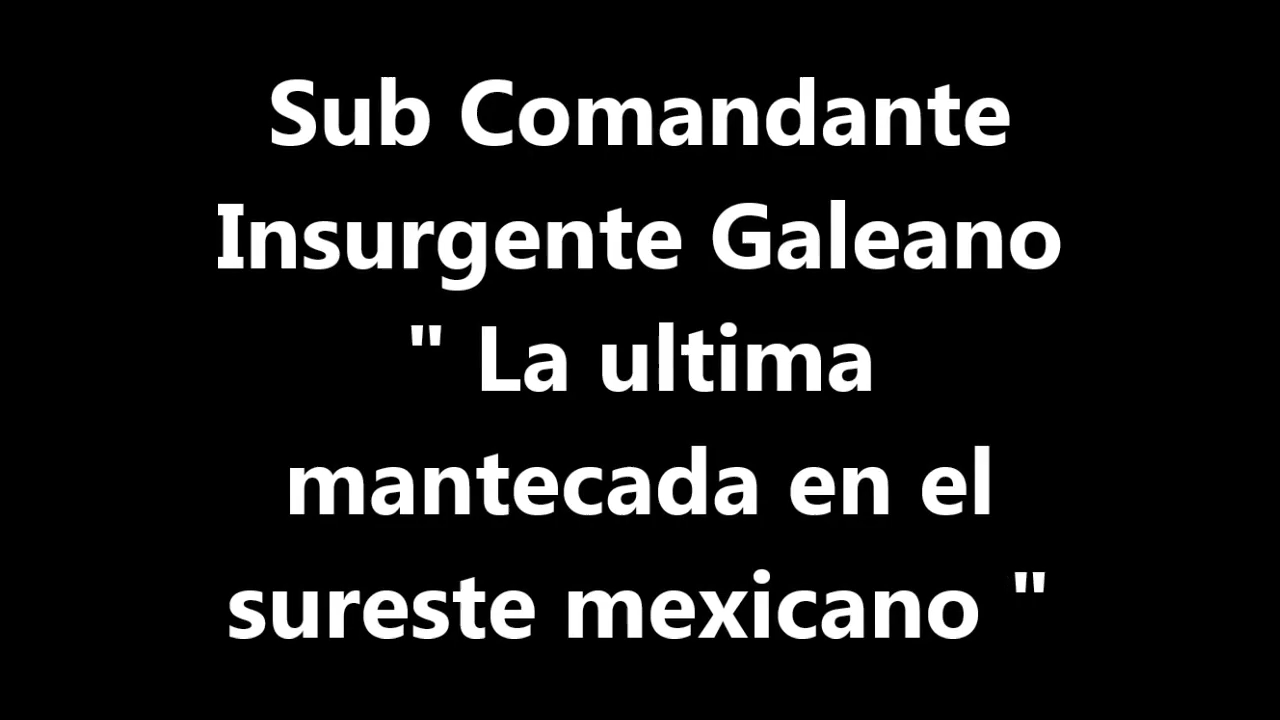 Sub Comandante
Insurgente Galeano
" La ultima
mantecada en el
sureste mexicano "